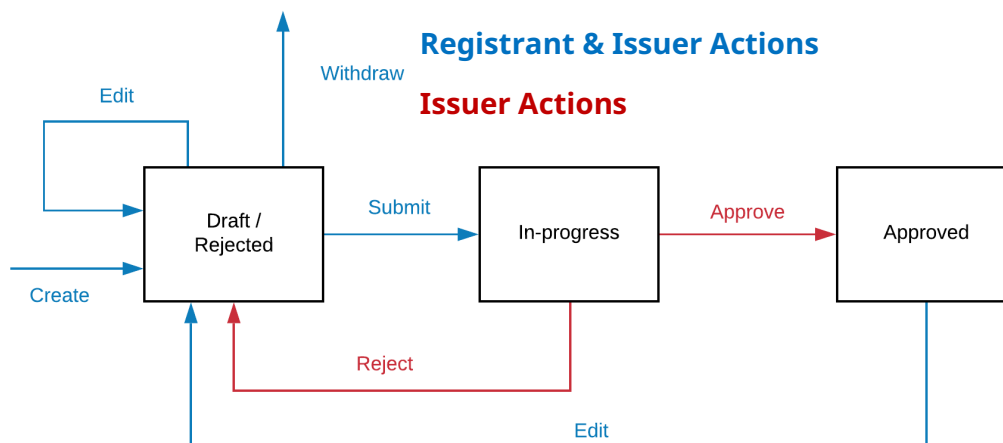 Registrant & Issuer Actions
Withdraw
Edit
Issuer Actions
Draft /
Rejected
Submit
In-progress
Approve
Approved
Create
Reject
Edit